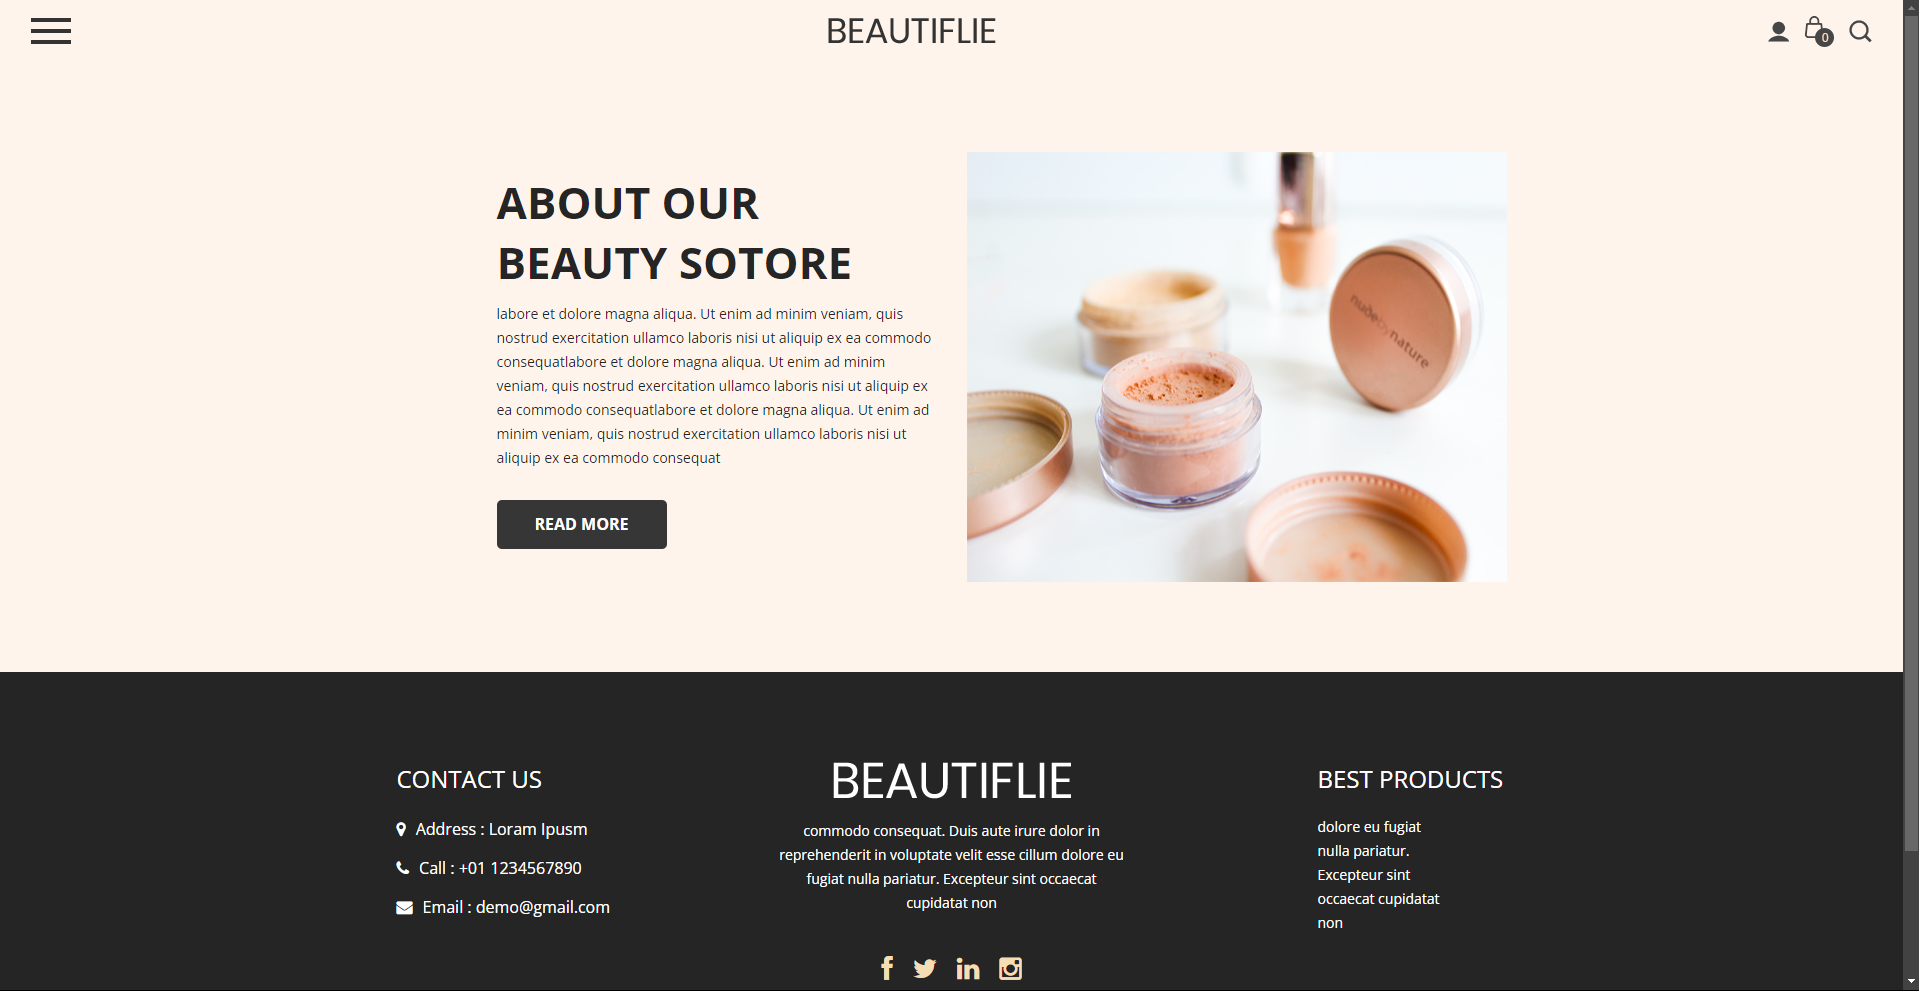 BEAUTIFLIE
0
ABOUT OUR
BEAUTY SOTORE
labore et dolore magna aliqua. Ut enim ad minim veniam, quis
nostrud exercitation ullamco laboris nisi ut aliquip ex ea commodo
consequatlabore et dolore magna aliqua. Ut enim ad minim
veniam, quis nostrud exercitation ullamco laboris nisi ut aliquip ex
ea commodo consequatlabore et dolore magna aliqua. Ut enim ad
minim veniam, quis nostrud exercitation ullamco laboris nisi ut
aliquip ex ea commodo consequat
READ MORE
nudebynature
CONTACT US
Address : Loram Ipusm
Call : +01 1234567890
Email : demo@gmail.com
BEAUTIFLIE
commodo consequat. Duis aute irure dolor in
reprehenderit in voluptate velit esse cillum dolore eu
fugiat nulla pariatur. Excepteur sint occaecat
cupidatat non
BEST PRODUCTS
dolore eu fugiat
nulla pariatur.
Excepteur sint
occaecat cupidatat
non